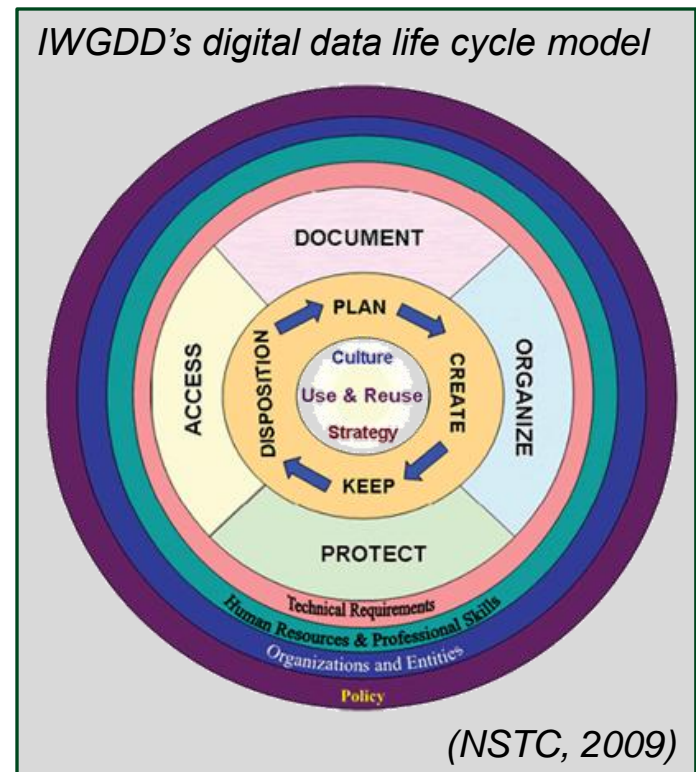 IWGDD's digital data life cycle model
DOCUMENT
PLAN
ACCESS
DISPOSITION
Culture
Use & Reuse
Strategy
CREATE
ORGANIZE
KEEP
PROTECT
Technical Requirements
Human Resources & Professional Skills
Organizations and Entities
Policy
(NSTC, 2009)